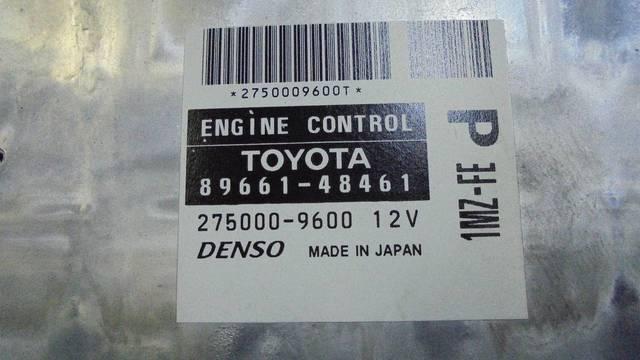 *2750009600T*
ENGINE CONTROL
TOYOTA
89661-48461
275000-9600 12V
DENSO MADE IN JAPAN
P
1MZ-FE